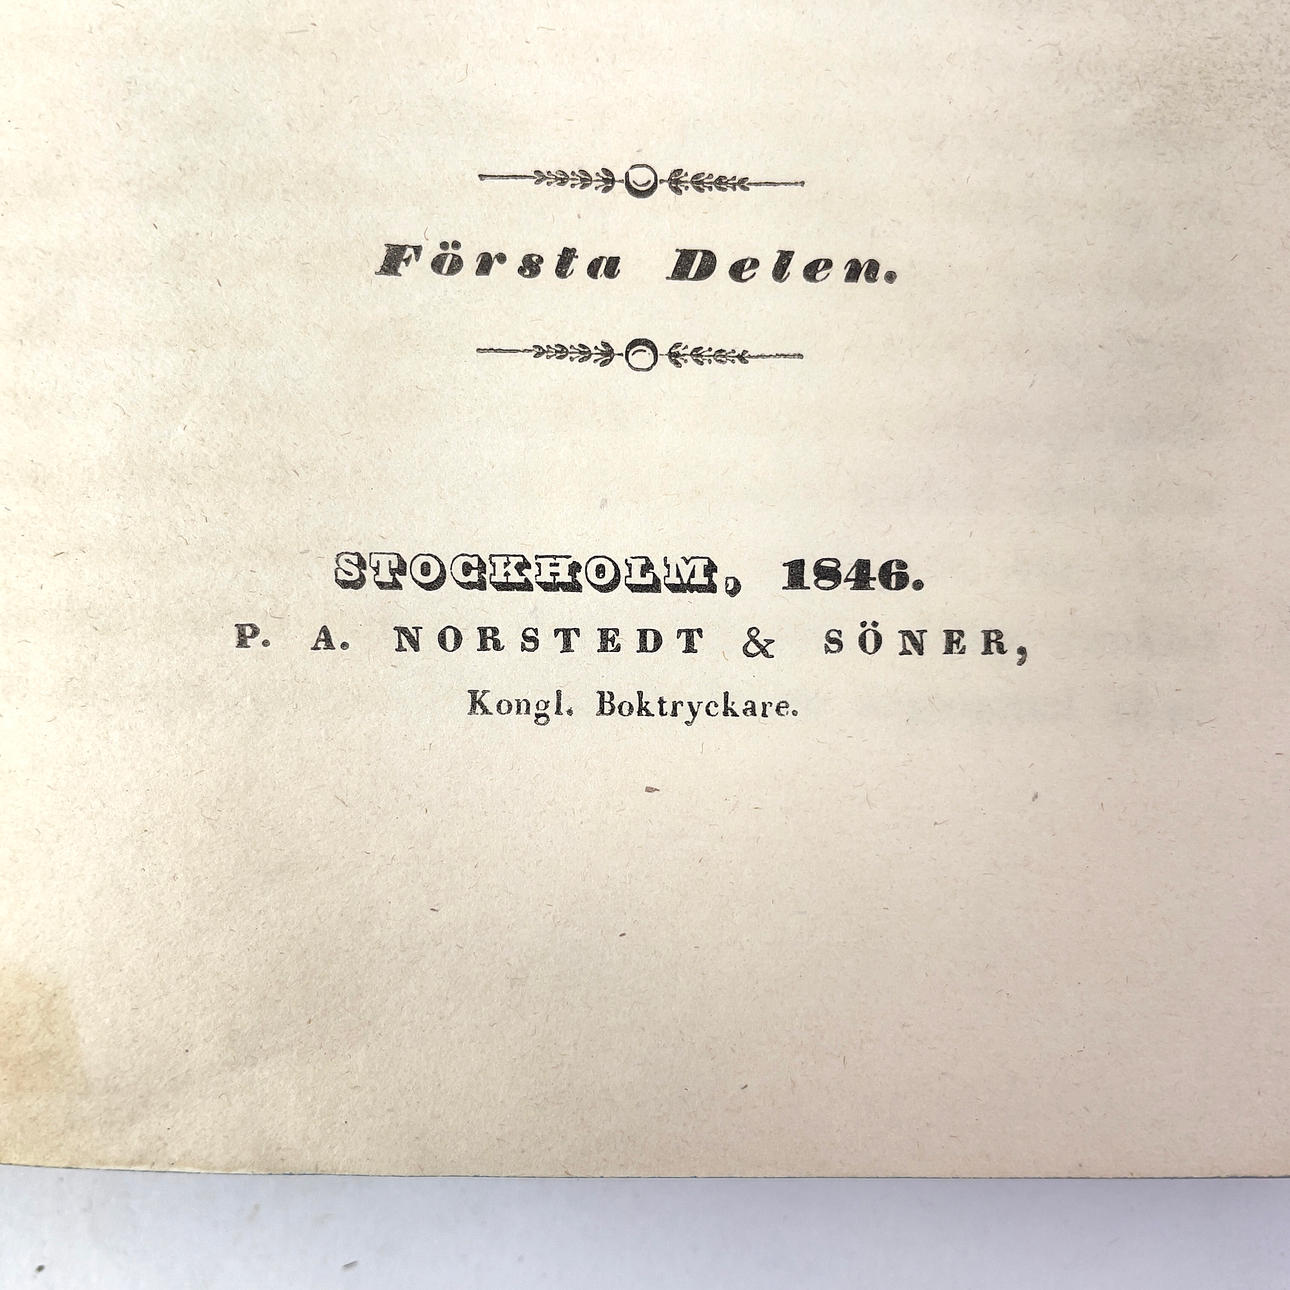 Första Delen.
STOCKHOLM, 1846.
P. A. NORSTEDT & SÖNER,
Kongl. Boktryckare.